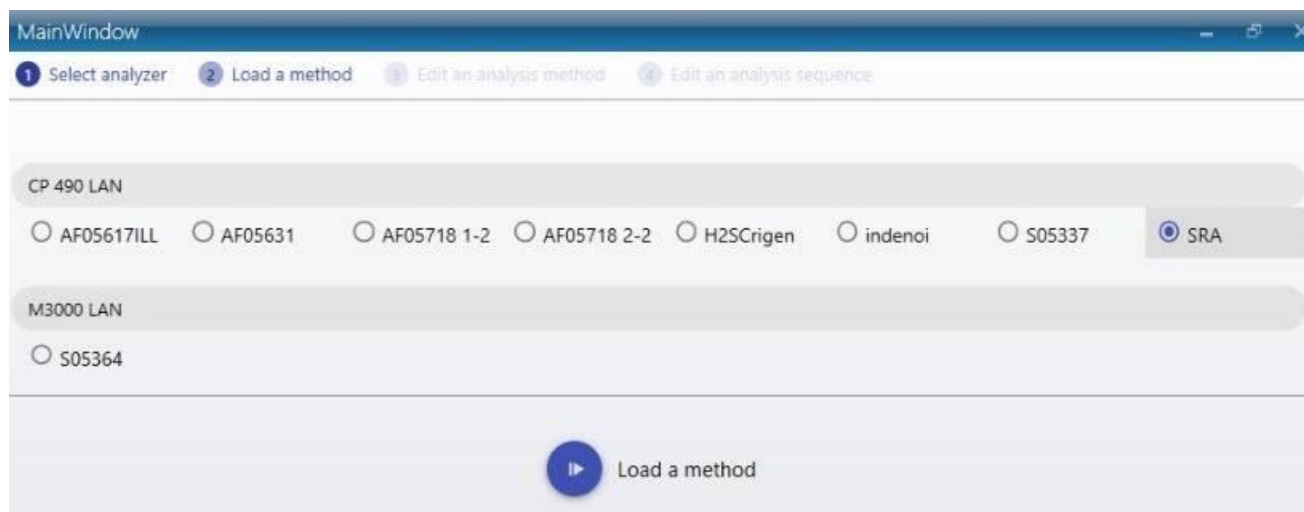 MainWindow
1 Select analyzer 2 Load a method 3 Edit an analysis method 4 Edit an analysis sequence
CP 490 LAN
AF05617ILL AF05631 AF05718 1-2 AF05718 2-2 H2SCrigen indenoi S05337 SRA
M3000 LAN
S05364
Load a method